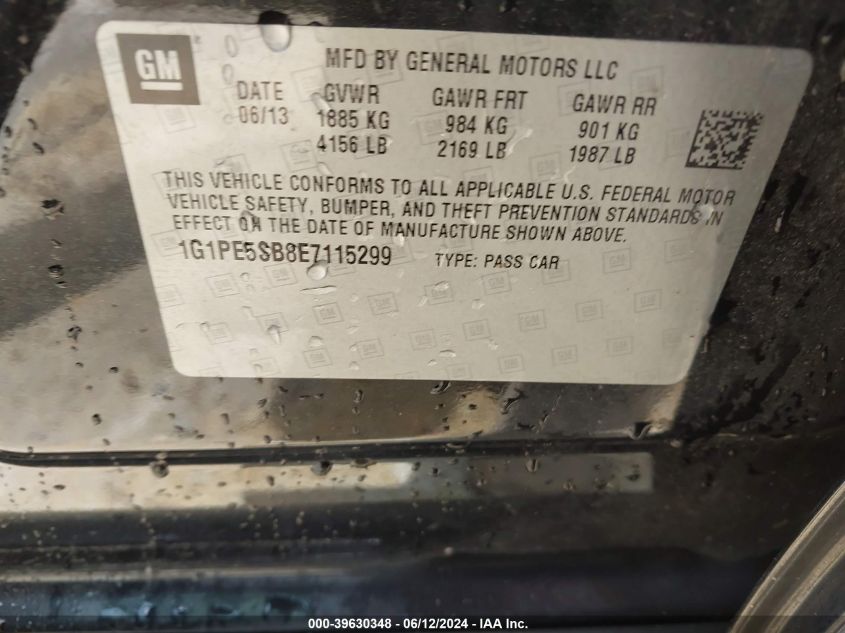 GM
MFD BY GENERAL MOTORS LLC
DATE GVWR GAWR FRT GAWR RR
06/13 1885 KG 984 KG 901 KG
4156 LB 2169 LB 1987 LB
THIS VEHICLE CONFORMS TO ALL APPLICABLE U.S. FEDERAL MOTOR
VEHICLE SAFETY, BUMPER, AND THEFT PREVENTION STANDARDS IN
EFFECT ON THE DATE OF MANUFACTURE SHOWN ABOVE.
1G1PE5SB8E7115299 TYPE: PASS CAR
000-39630348 - 06/12/2024 - IAA Inc.